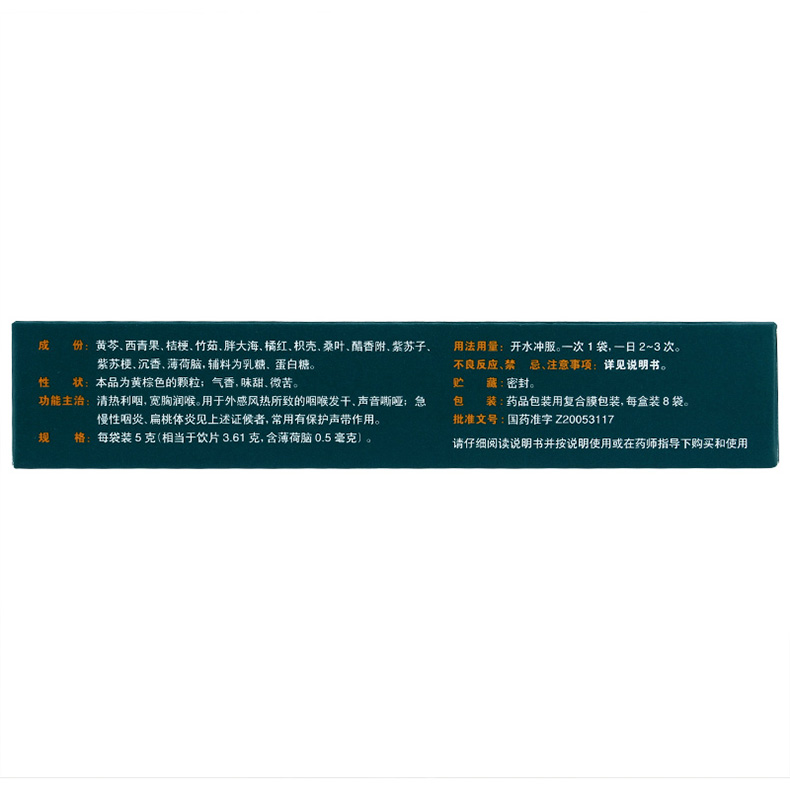 成 份：黄芩、西青果、桔梗、竹茹、胖大海、橘红、枳壳、桑叶、醋香附、紫苏子、
紫苏梗、沉香、薄荷脑，辅料为乳糖、蛋白糖。
性 状：本品为黄棕色的颗粒；气香，味甜、微苦。
功能主治：清热利咽，宽胸润喉。用于外感风热所致的咽喉发干、声音嘶哑；急
慢性咽炎、扁桃体炎见上述证候者，常用有保护声带作用。
规 格：每袋装 5 克（相当于饮片 3.61 克，含薄荷脑 0.5 毫克）。
用法用量：开水冲服。一次 1 袋，一日 2~3 次。
不良反应、禁 忌、注意事项：详见说明书。
贮 藏：密封。
包 装：药品包装用复合膜包装，每盒装 8 袋。
批准文号：国药准字 Z20053117
请仔细阅读说明书并按说明使用或在药师指导下购买和使用